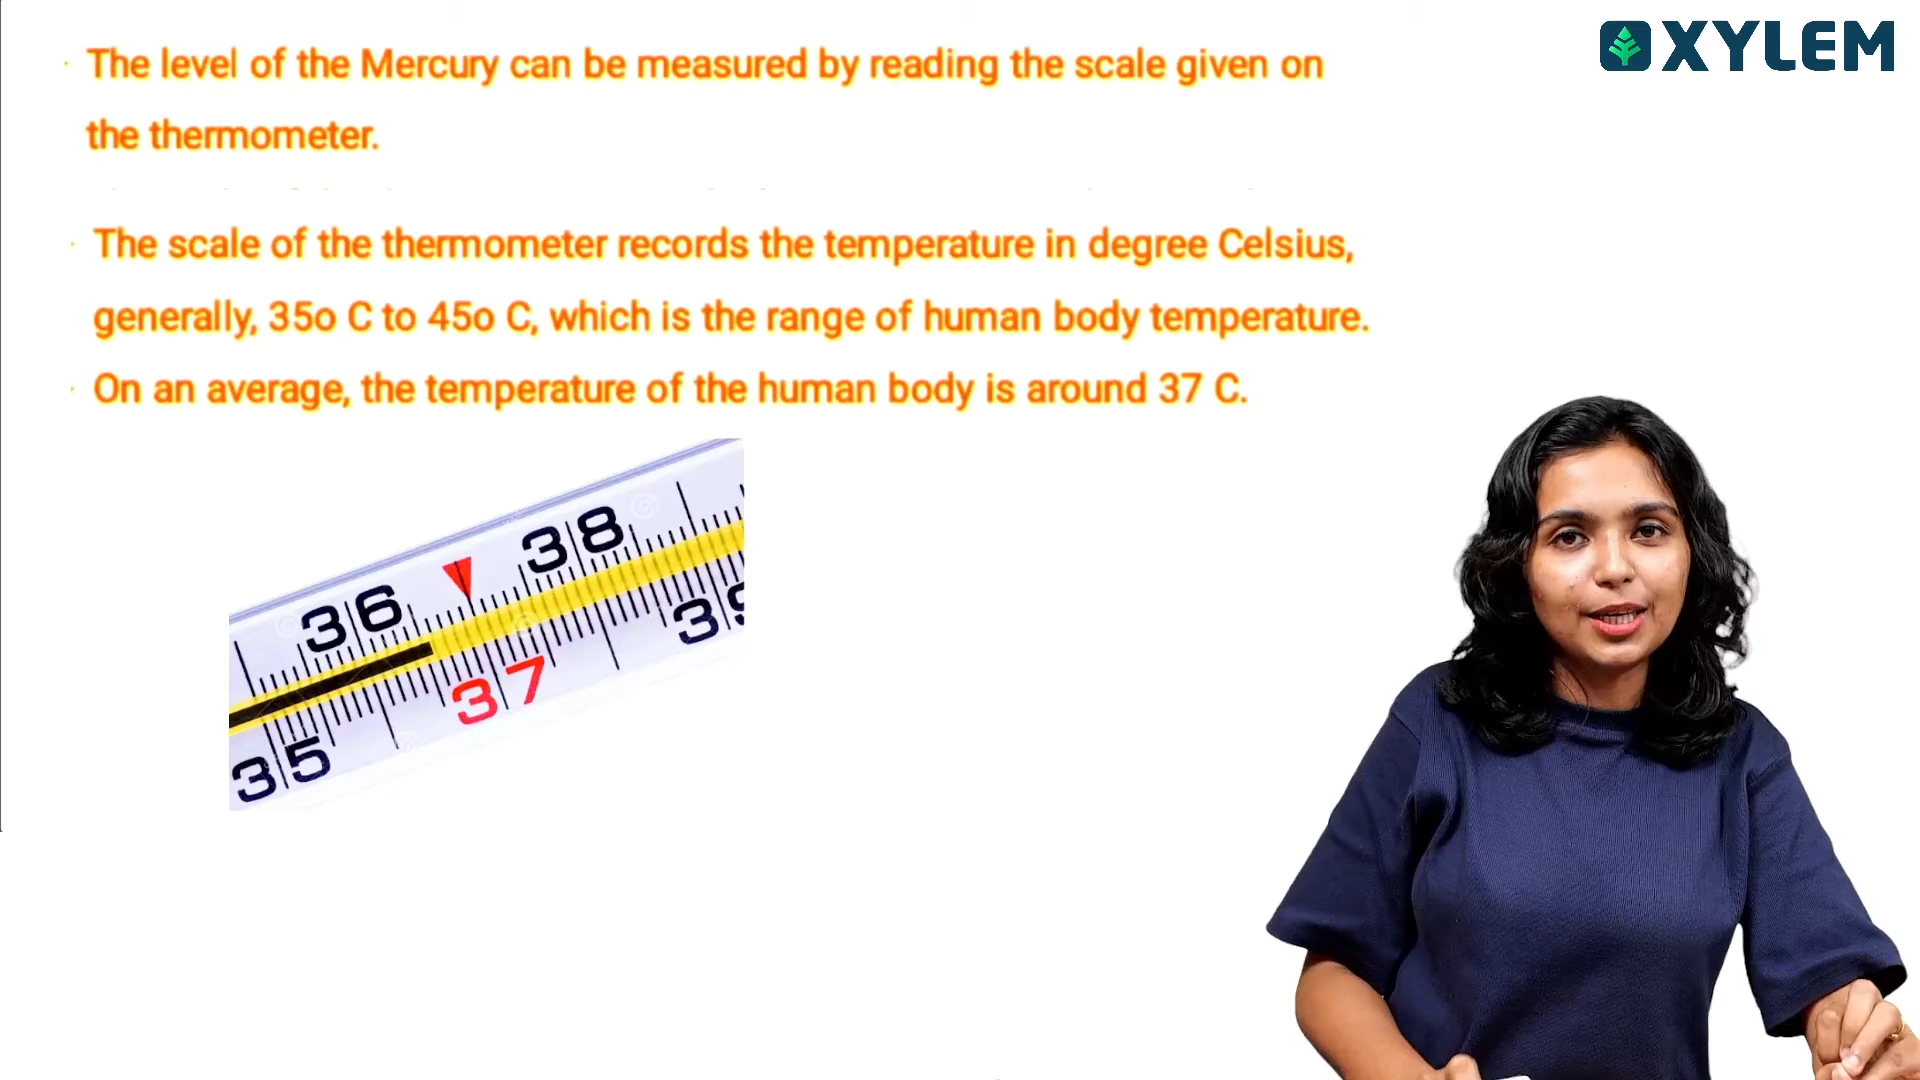 XYLEM
· The level of the Mercury can be measured by reading the scale given on
the thermometer.
· The scale of the thermometer records the temperature in degree Celsius,
generally, 35o C to 45o C, which is the range of human body temperature.
· On an average, the temperature of the human body is around 37 C.
36 38
35 37 39